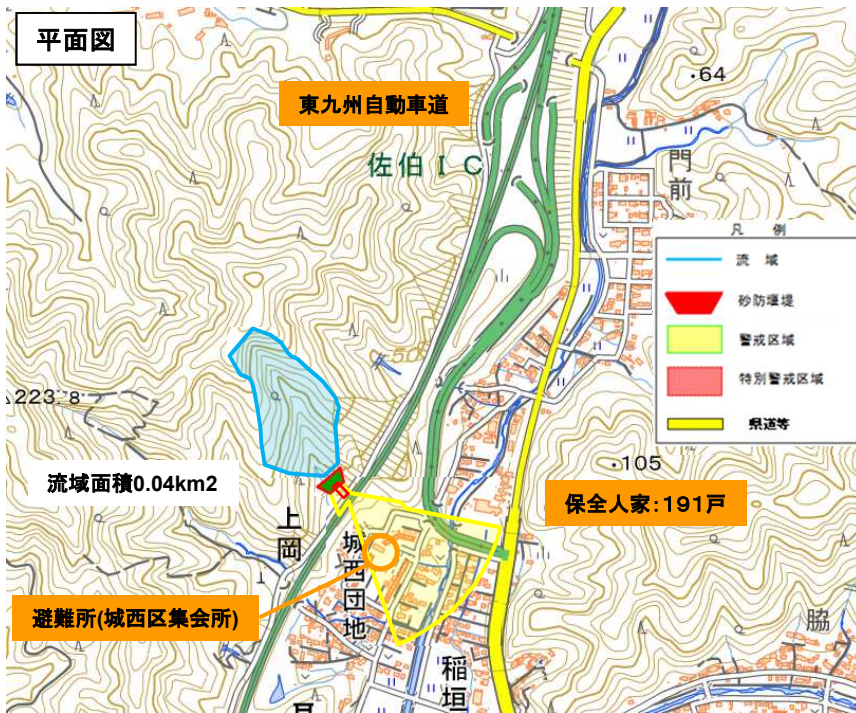 平面図
東九州自動車道
佐伯IC
・64
門前
凡例
流域
砂防堰堤
警戒区域
特別警戒区域
県道等
50
223.8
・105
流域面積0.04km2
保全人家:191戸
上岡
城西団地
避難所(城西区集会所)
稲垣
脇